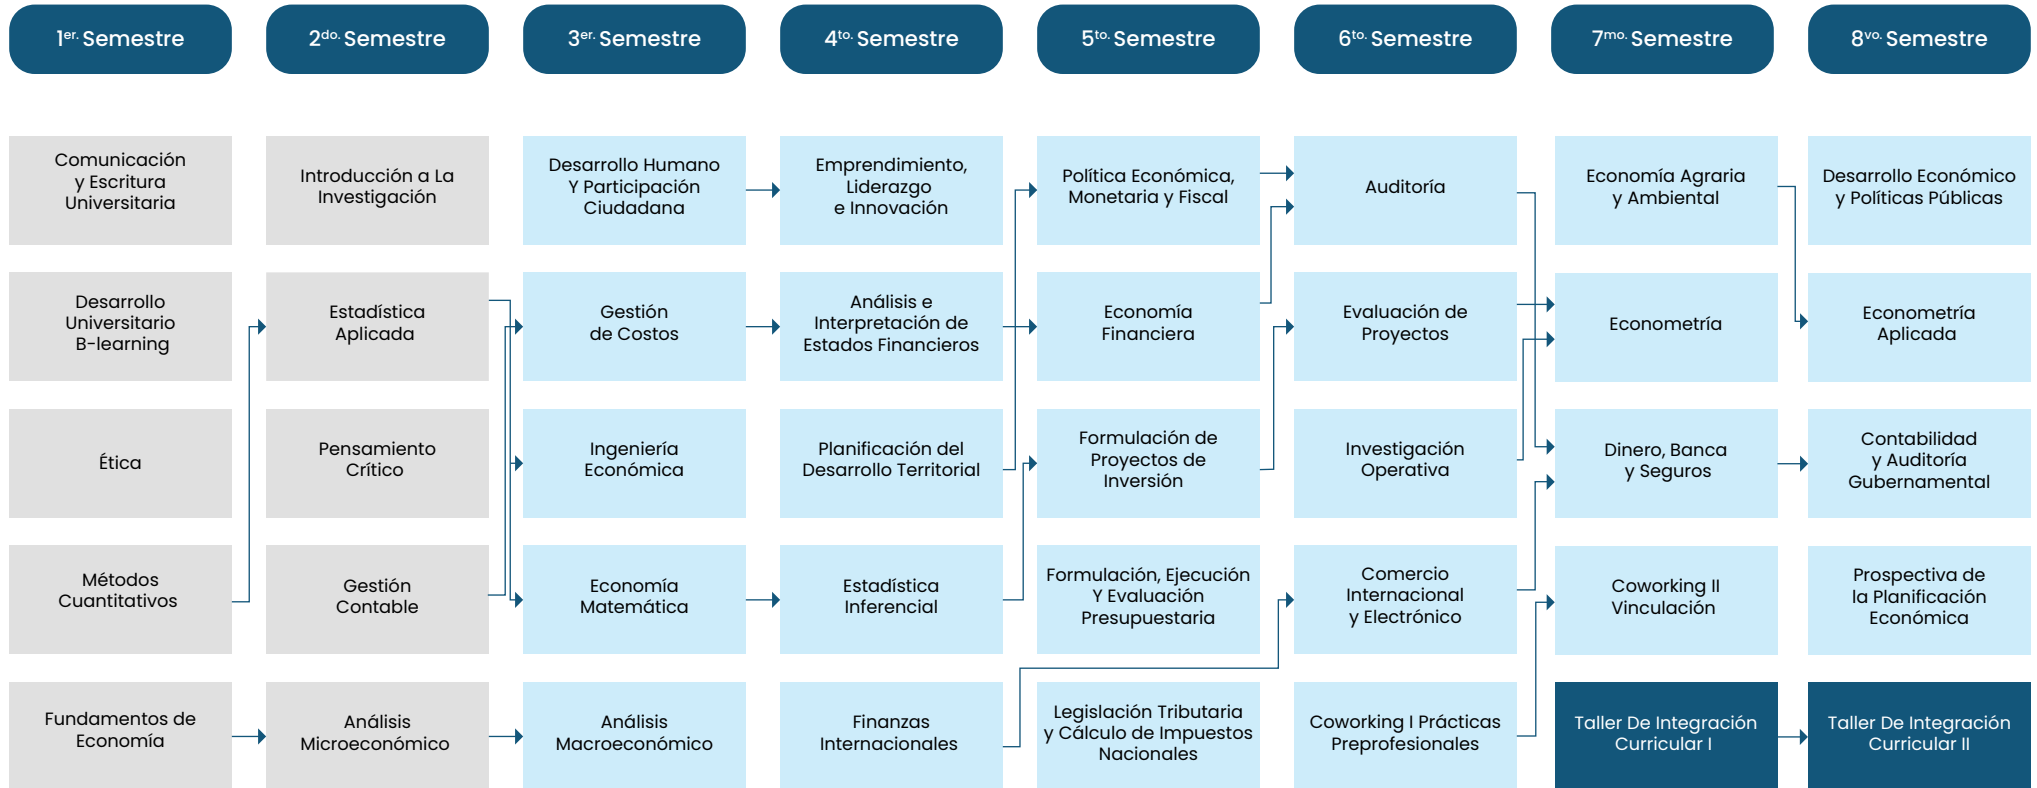 1er. Semestre
2do. Semestre
3er. Semestre
4to. Semestre
5to. Semestre
6to. Semestre
7mo. Semestre
8vo. Semestre
Comunicación
y Escritura
Universitaria
Introducción a La
Investigación
Desarrollo Humano
Y Participación
Ciudadana
Emprendimiento,
Liderazgo
e Innovación
Política Económica,
Monetaria y Fiscal
Auditoría
Economía Agraria
y Ambiental
Desarrollo Económico
y Políticas Públicas
Desarrollo
Universitario
B-learning
Estadística
Aplicada
Gestión
de Costos
Análisis e
Interpretación de
Estados Financieros
Economía
Financiera
Evaluación de
Proyectos
Econometría
Econometría
Aplicada
Ética
Pensamiento
Crítico
Ingeniería
Económica
Planificación del
Desarrollo Territorial
Formulación de
Proyectos de
Inversión
Investigación
Operativa
Dinero, Banca
y Seguros
Contabilidad
y Auditoría
Gubernamental
Métodos
Cuantitativos
Gestión
Contable
Economía
Matemática
Estadística
Inferencial
Formulación, Ejecución
Y Evaluación
Presupuestaria
Comercio
Internacional
y Electrónico
Coworking II
Vinculación
Prospectiva de
la Planificación
Económica
Fundamentos de
Economía
Análisis
Microeconómico
Análisis
Macroeconómico
Finanzas
Internacionales
Legislación Tributaria
y Cálculo de Impuestos
Nacionales
Coworking I Prácticas
Preprofesionales
Taller De Integración
Curricular I
Taller De Integración
Curricular II